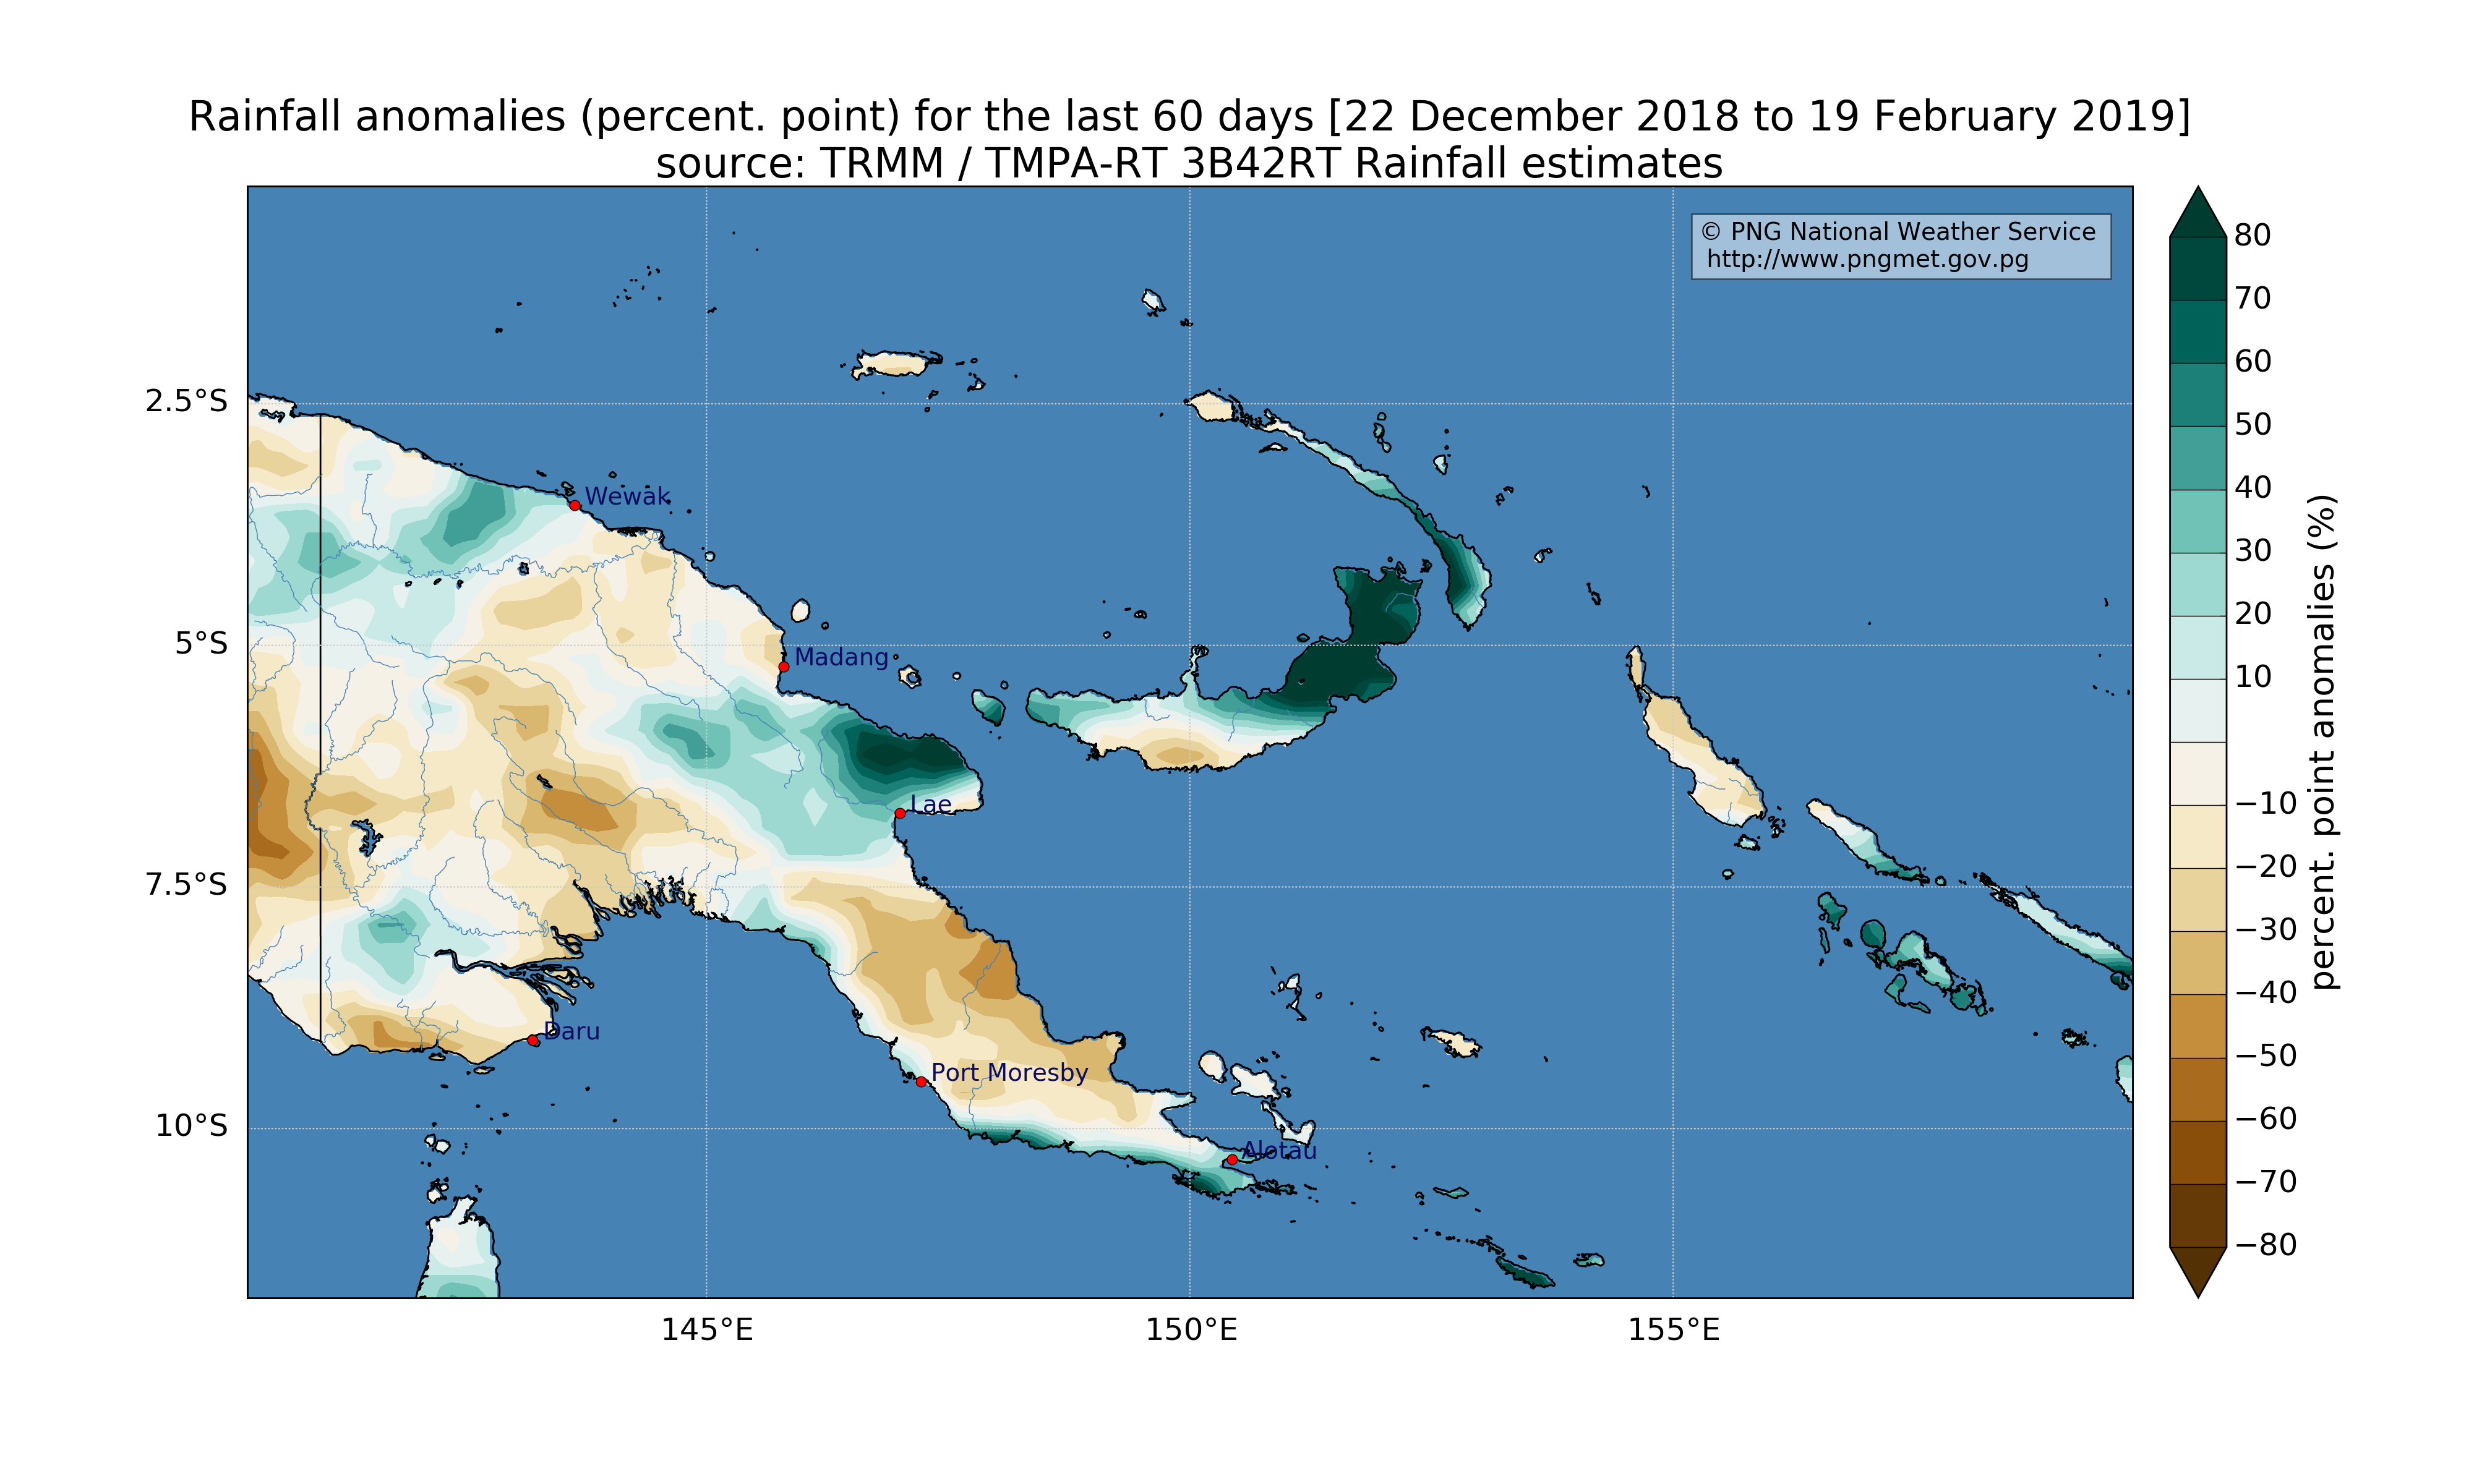 Rainfall anomalies (percent. point) for the last 60 days [22 December 2018 to 19 February 2019]
source: TRMM / TMPA-RT 3B42RT Rainfall estimates
© PNG National Weather Service
http://www.pngmet.gov.pg
2.5°S
5°S
7.5°S
10°S
Wewak
Madang
Lae
Daru
Port Moresby
Alotau
145°E
150°E
155°E
80
70
60
50
40
30
20
10
−10
−20
−30
−40
−50
−60
−70
−80
percent. point anomalies (%)